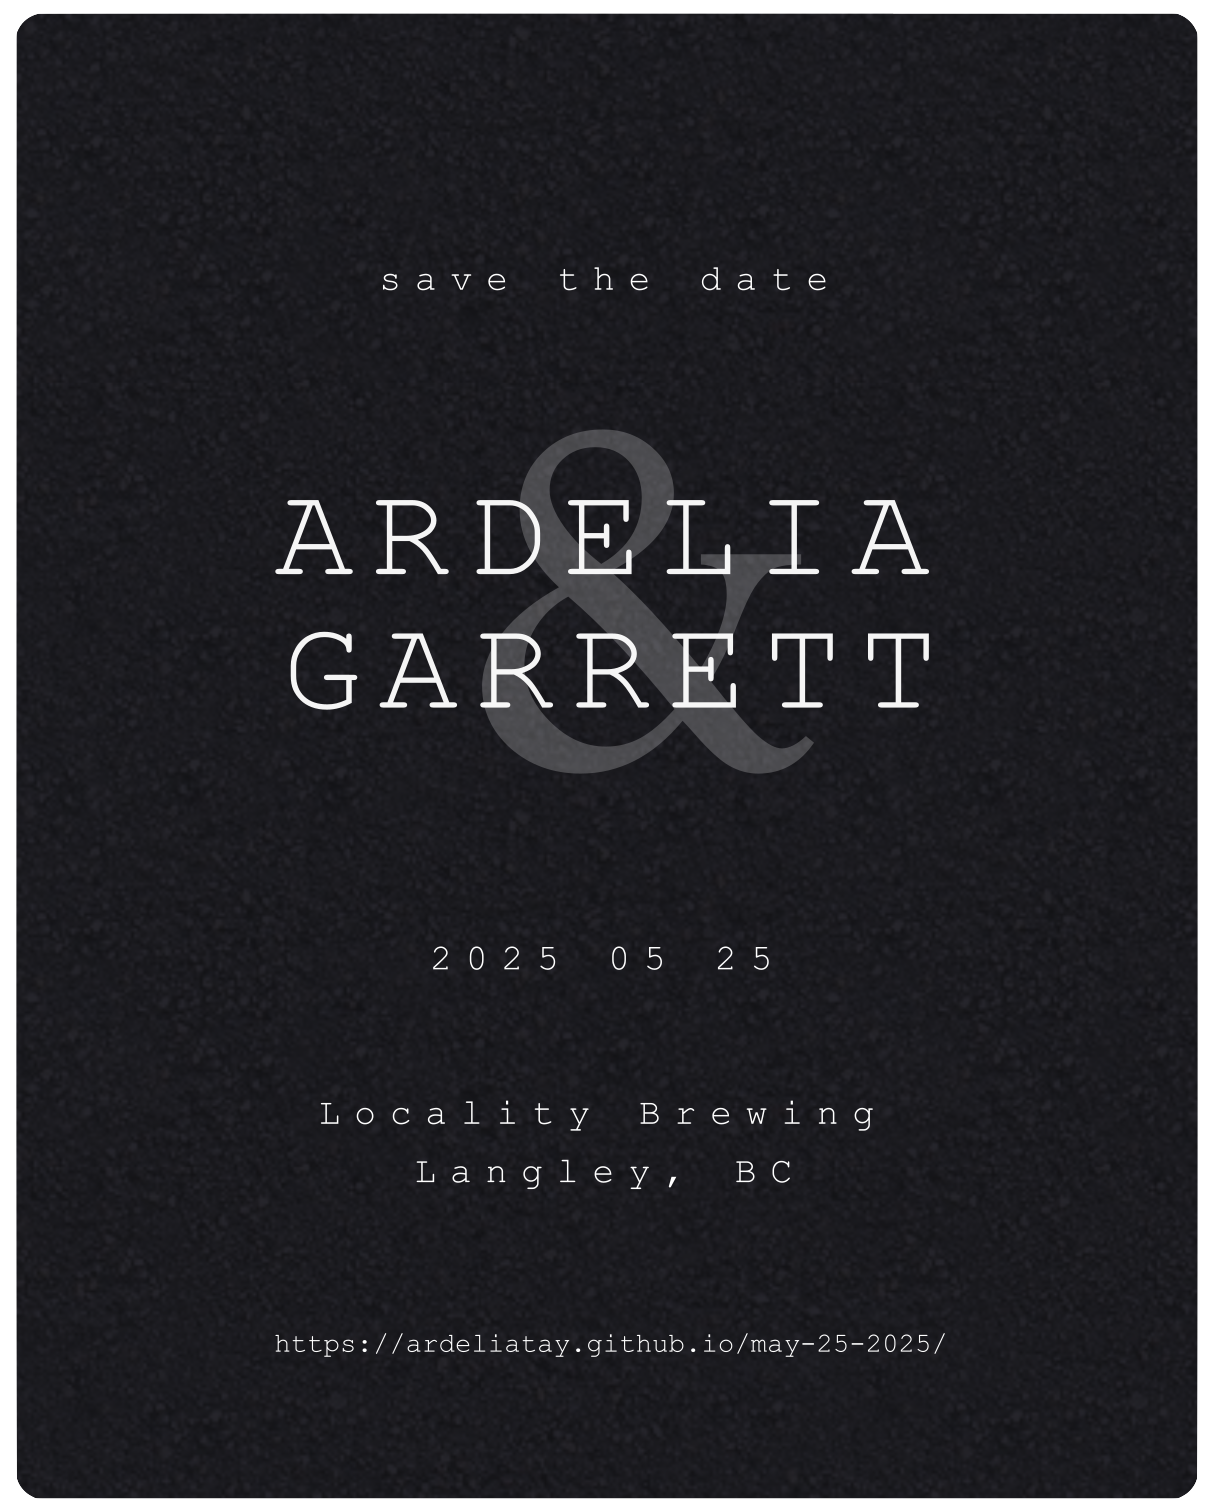 save the date
&
ARDELIA
GARRETT
2025 05 25
Locality Brewing
Langley, BC
https://ardeliatay.github.io/may-25-2025/